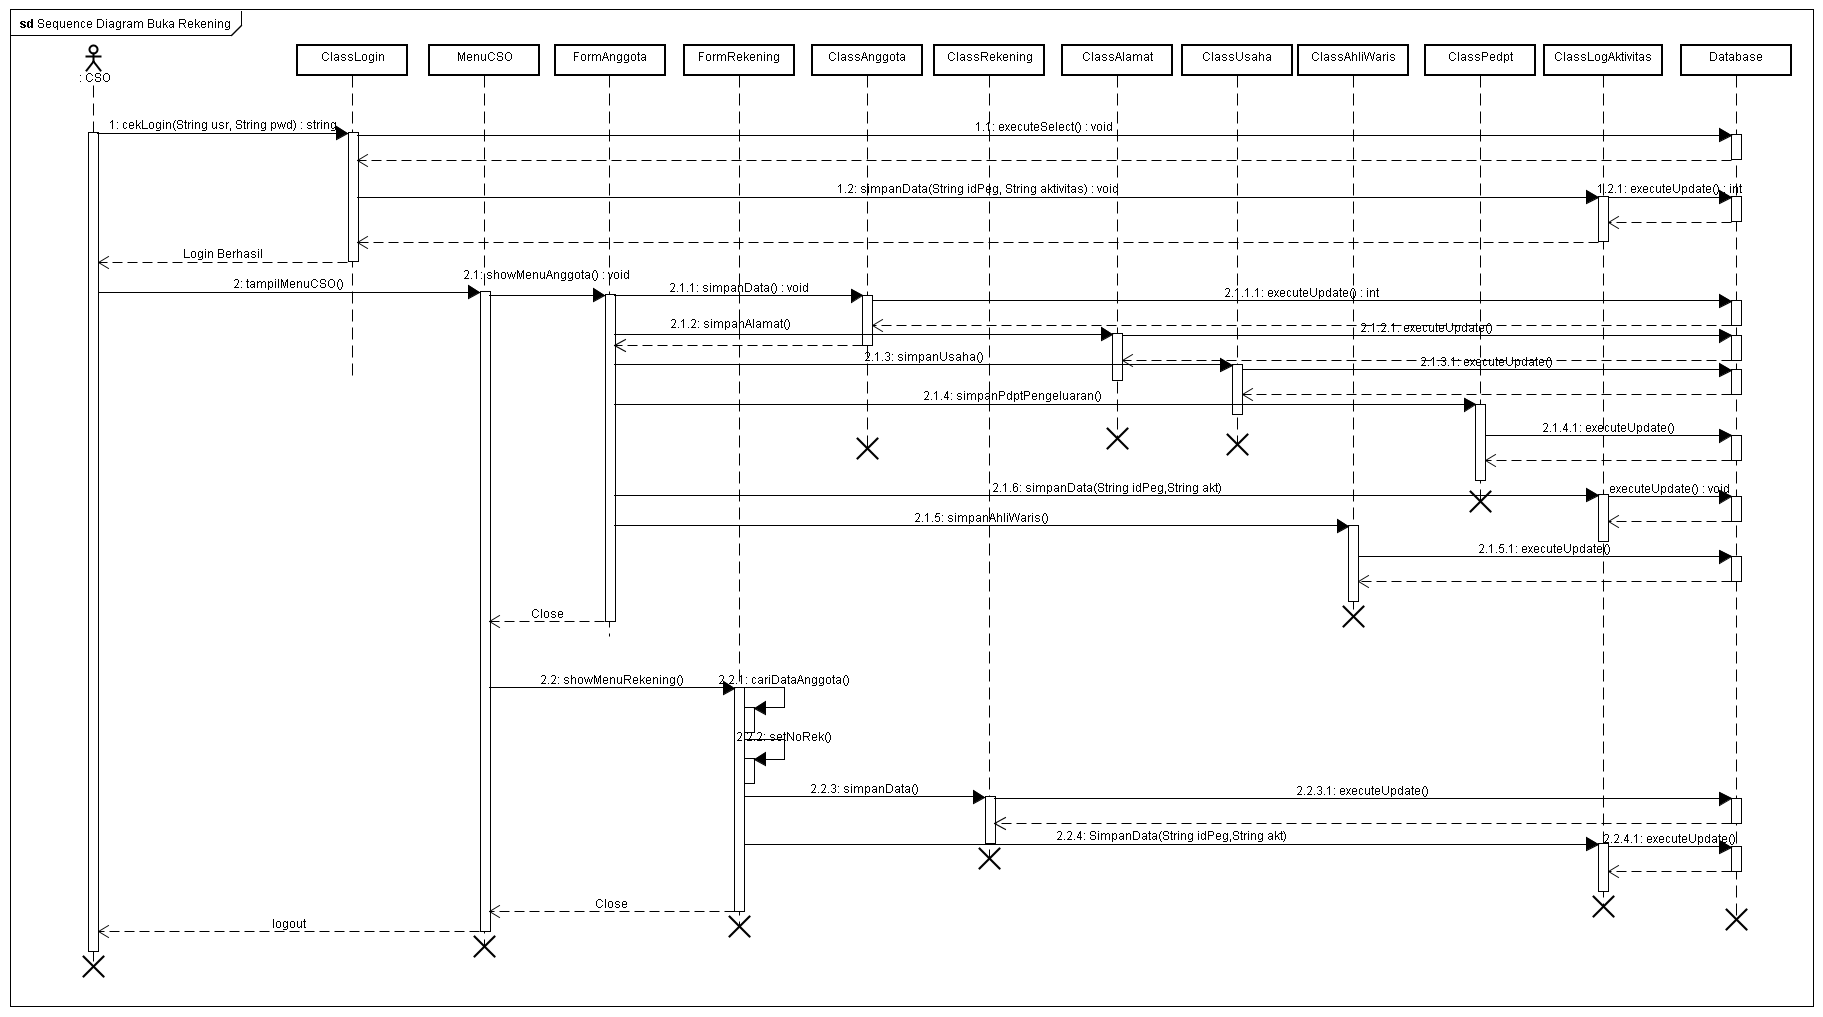 sd Sequence Diagram Buka Rekening
: CSO
ClassLogin
MenuCSO
FormAnggota
FormRekening
ClassAnggota
ClassRekening
ClassAlamat
ClassUsaha
ClassAhliWaris
ClassPedpt
ClassLogAktivitas
Database
1: cekLogin(String usr, String pwd) : string
1.1: executeSelect() : void
1.2: simpanData(String idPeg, String aktivitas) : void
1.2.1: executeUpdate() : int
Login Berhasil
2: tampilMenuCSO()
2.1: showMenuAnggota() : void
2.1.1: simpanData() : void
2.1.1.1: executeUpdate() : int
2.1.2: simpanAlamat()
2.1.2.1: executeUpdate()
2.1.3: simpanUsaha()
2.1.3.1: executeUpdate()
2.1.4: simpanPdptPengeluaran()
2.1.4.1: executeUpdate()
2.1.6: simpanData(String idPeg,String akt)
executeUpdate() : void
2.1.5: simpanAhliWaris()
2.1.5.1: executeUpdate()
Close
2.2: showMenuRekening()
2.2.1: cariDataAnggota()
2.2.2: setNoRek()
2.2.3: simpanData()
2.2.3.1: executeUpdate()
2.2.4: SimpanData(String idPeg,String akt)
2.2.4.1: executeUpdate()
Close
logout